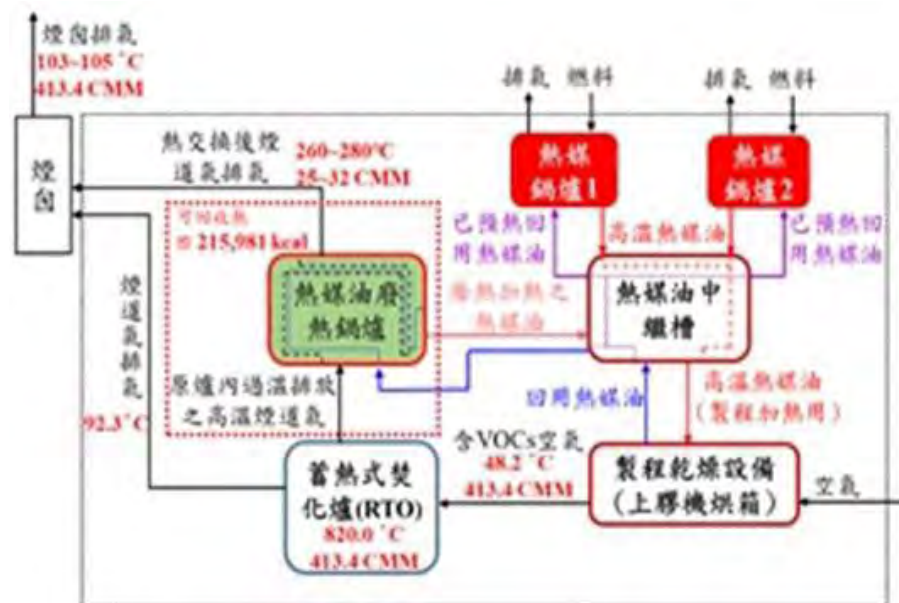 煙囪排氣
103~105 °C
413.4 CMM
排氣 燃料
排氣 燃料
煙囪
熱交換後煙
道氣排氣
260~280°C
25~32 CMM
熱媒
鍋爐1
熱媒
鍋爐2
可回收熱
215,981 kcal
已預熱回
用熱媒油
高溫熱媒油
已預熱回
用熱媒油
熱媒油廢
熱鍋爐
廢熱加熱之
熱媒油
熱媒油中
繼槽
煙道氣排氣
92.3°C
原爐內過溫排放
之高溫煙道氣
回用熱媒油
高溫熱媒油
(製程加熱用)
含VOCs空氣
48.2 °C
413.4 CMM
蓄熱式焚
化爐(RTO)
820.0 °C
413.4 CMM
製程乾燥設備
(上膠機烘箱)
空氣